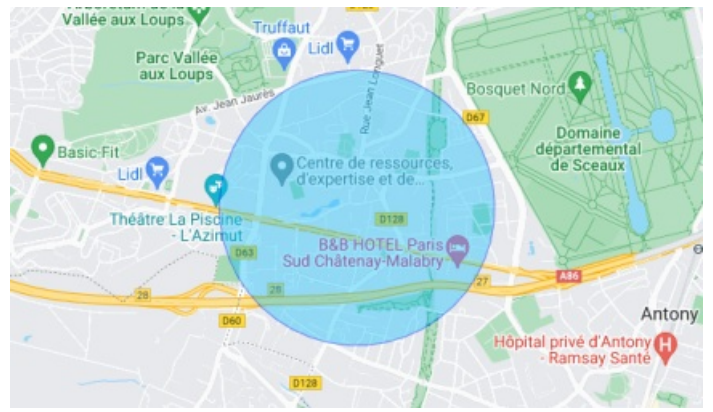 Vallée aux Loups
Truffaut
Lidl
Parc Vallée
aux Loups
Av. Jean Jaurès
Rue Jean Longuet
Bosquet Nord
D67
Domaine
départemental
de Sceaux
Basic-Fit
Lidl
Centre de ressources,
d'expertise et de...
Théâtre La Piscine
- L'Azimut
D128
D63
B&B HOTEL Paris
Sud Châtenay-Malabry
A86
28
28
27
D60
Antony
Hôpital privé d'Antony
- Ramsay Santé
H
D128